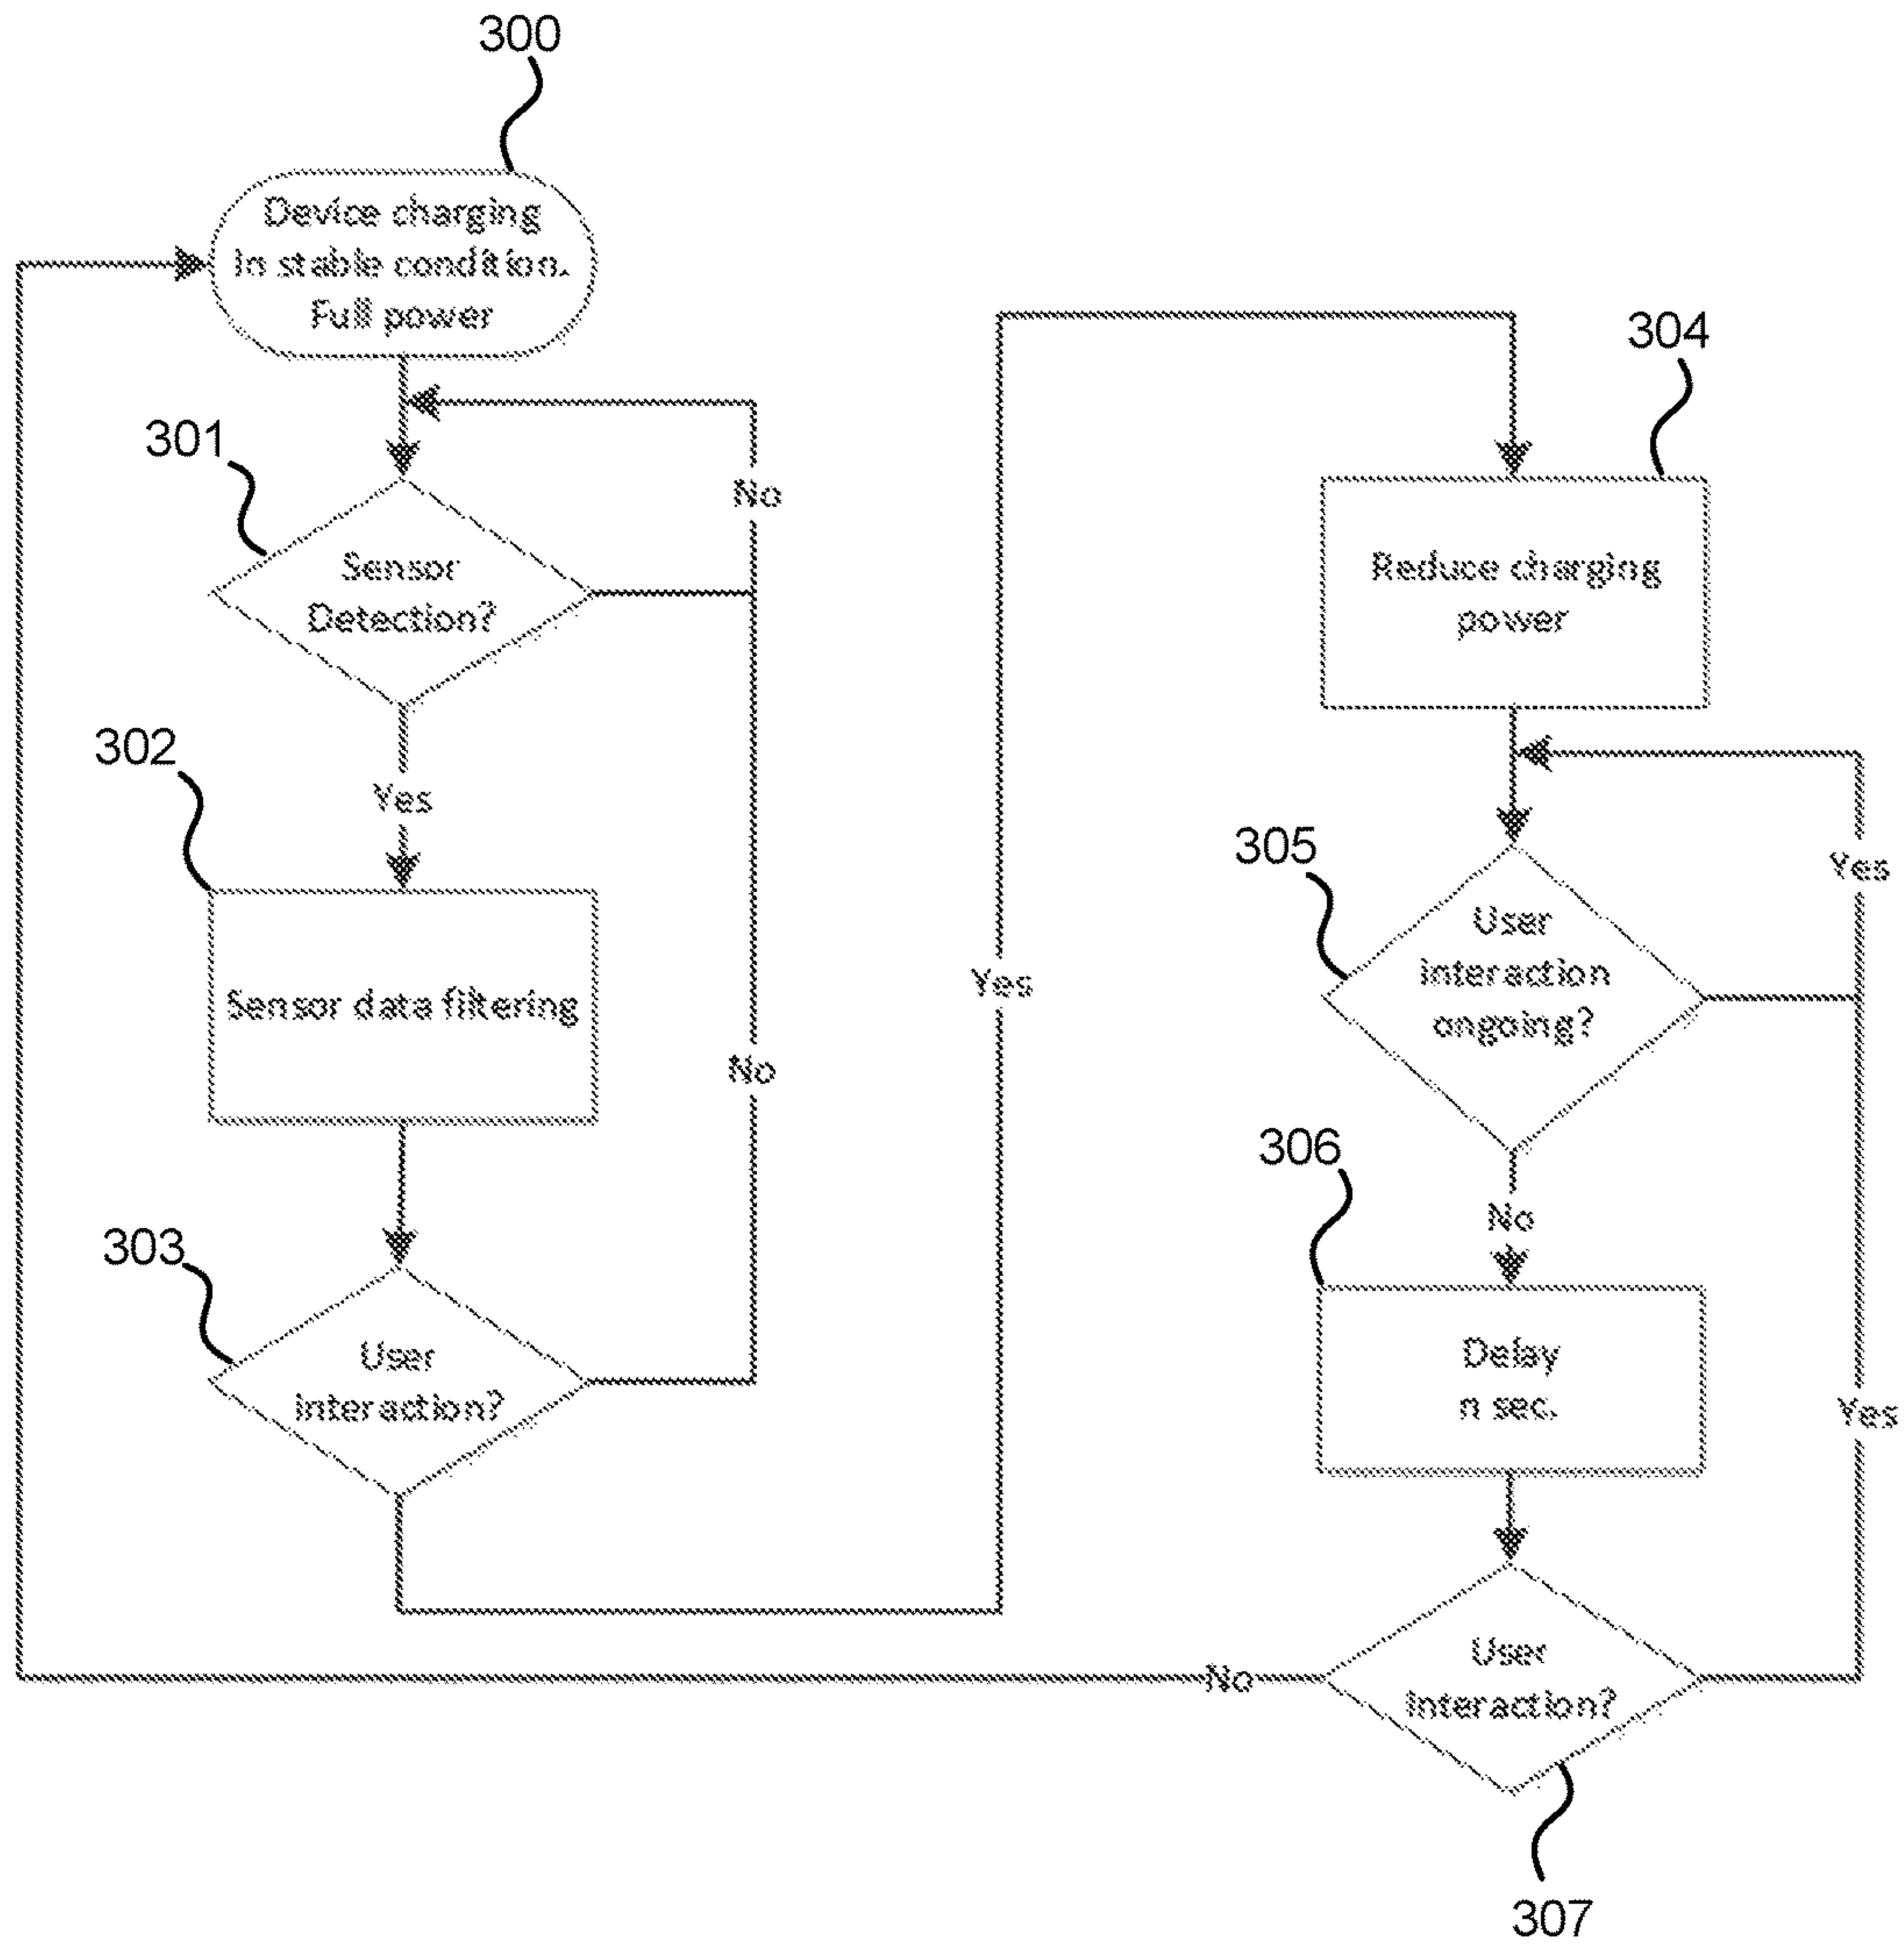 300
Device charging
In stable condition.
Full power
301
No
Sensor
Detection?
Yes
302
Sensor data filtering
No
303
User
interaction?
Yes
304
Reduce charging
power
305
Yes
User
interaction
ongoing?
306
No
Delay
n sec.
Yes
User
Interaction?
No
307